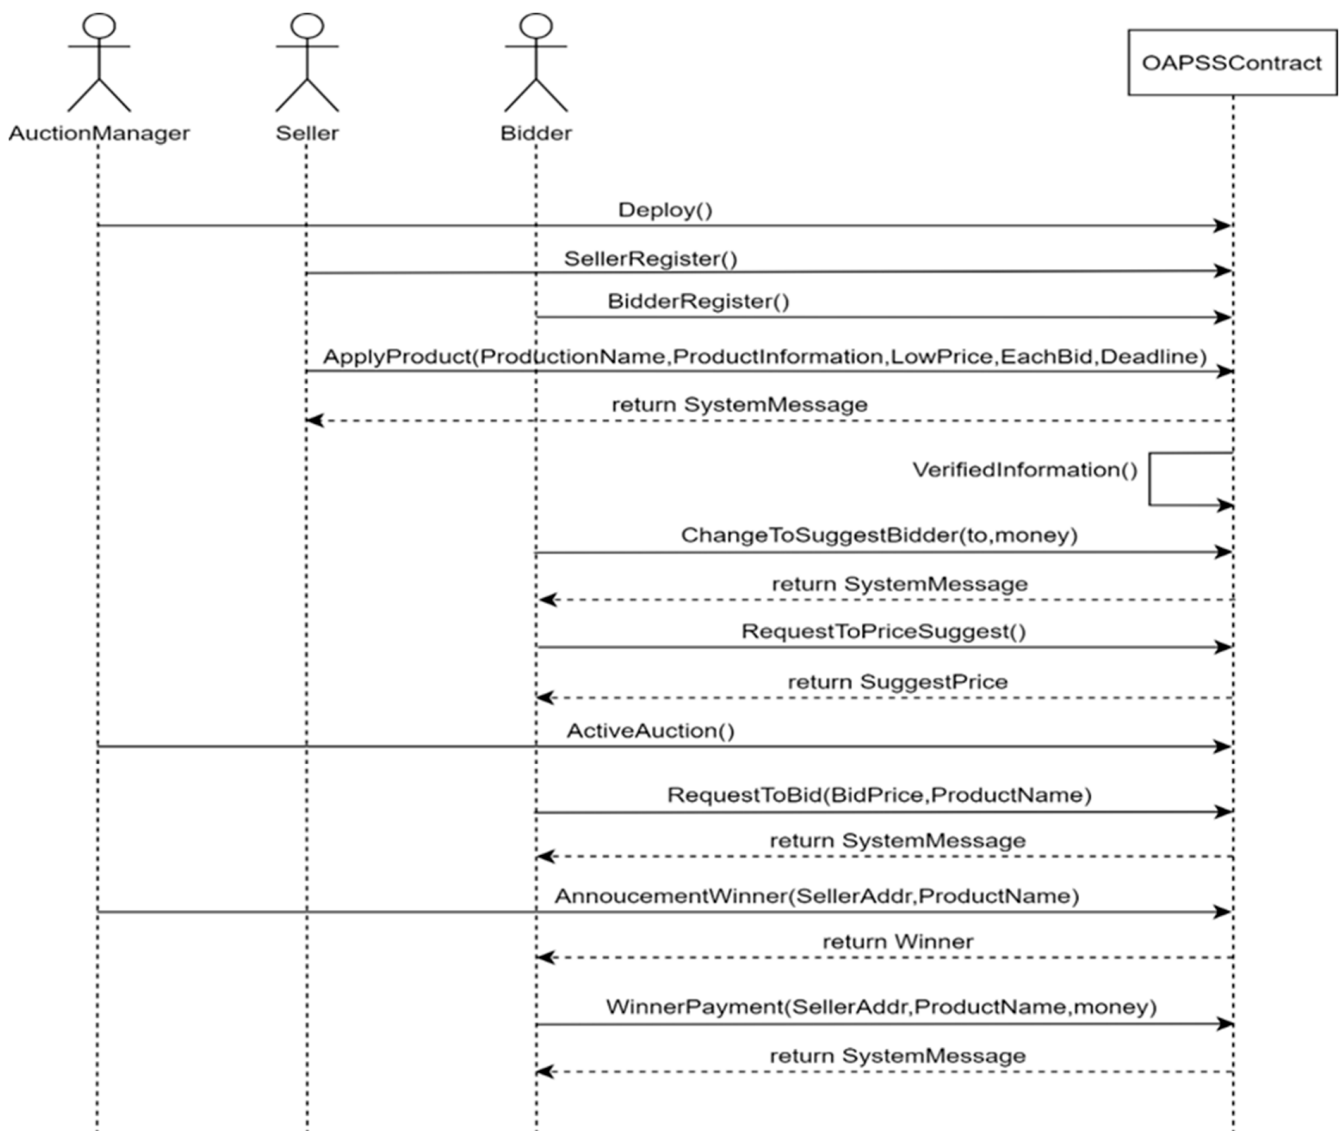 OAPSSContract
AuctionManager
Seller
Bidder
Deploy()
SellerRegister()
BidderRegister()
ApplyProduct(ProductionName,ProductInformation,LowPrice,EachBid,Deadline)
return SystemMessage
VerifiedInformation()
ChangeToSuggestBidder(to,money)
return SystemMessage
RequestToPriceSuggest()
return SuggestPrice
ActiveAuction()
RequestToBid(BidPrice,ProductName)
return SystemMessage
AnnoucementWinner(SellerAddr,ProductName)
return Winner
WinnerPayment(SellerAddr,ProductName,money)
return SystemMessage